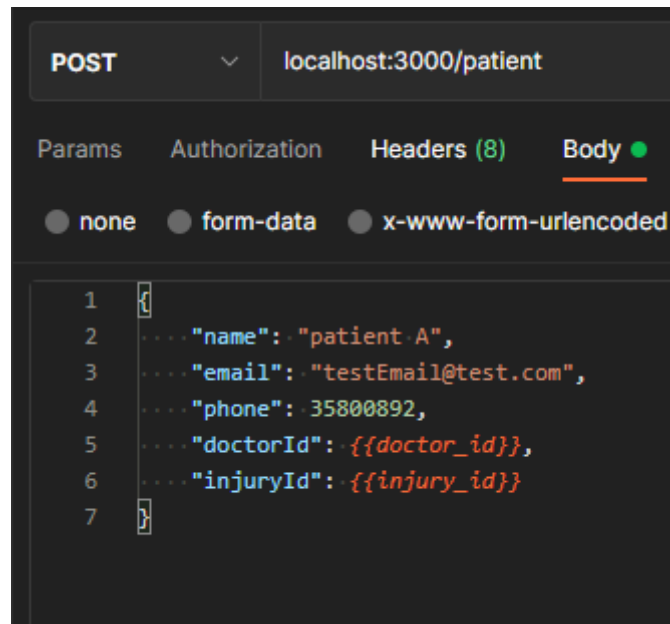 POST localhost:3000/patient
Params Authorization Headers (8) Body
none form-data x-www-form-urlencoded
1 {
2 "name": "patient A",
3 "email": "testEmail@test.com",
4 "phone": 35800892,
5 "doctorId": {{doctor_id}},
6 "injuryId": {{injury_id}}
7 }